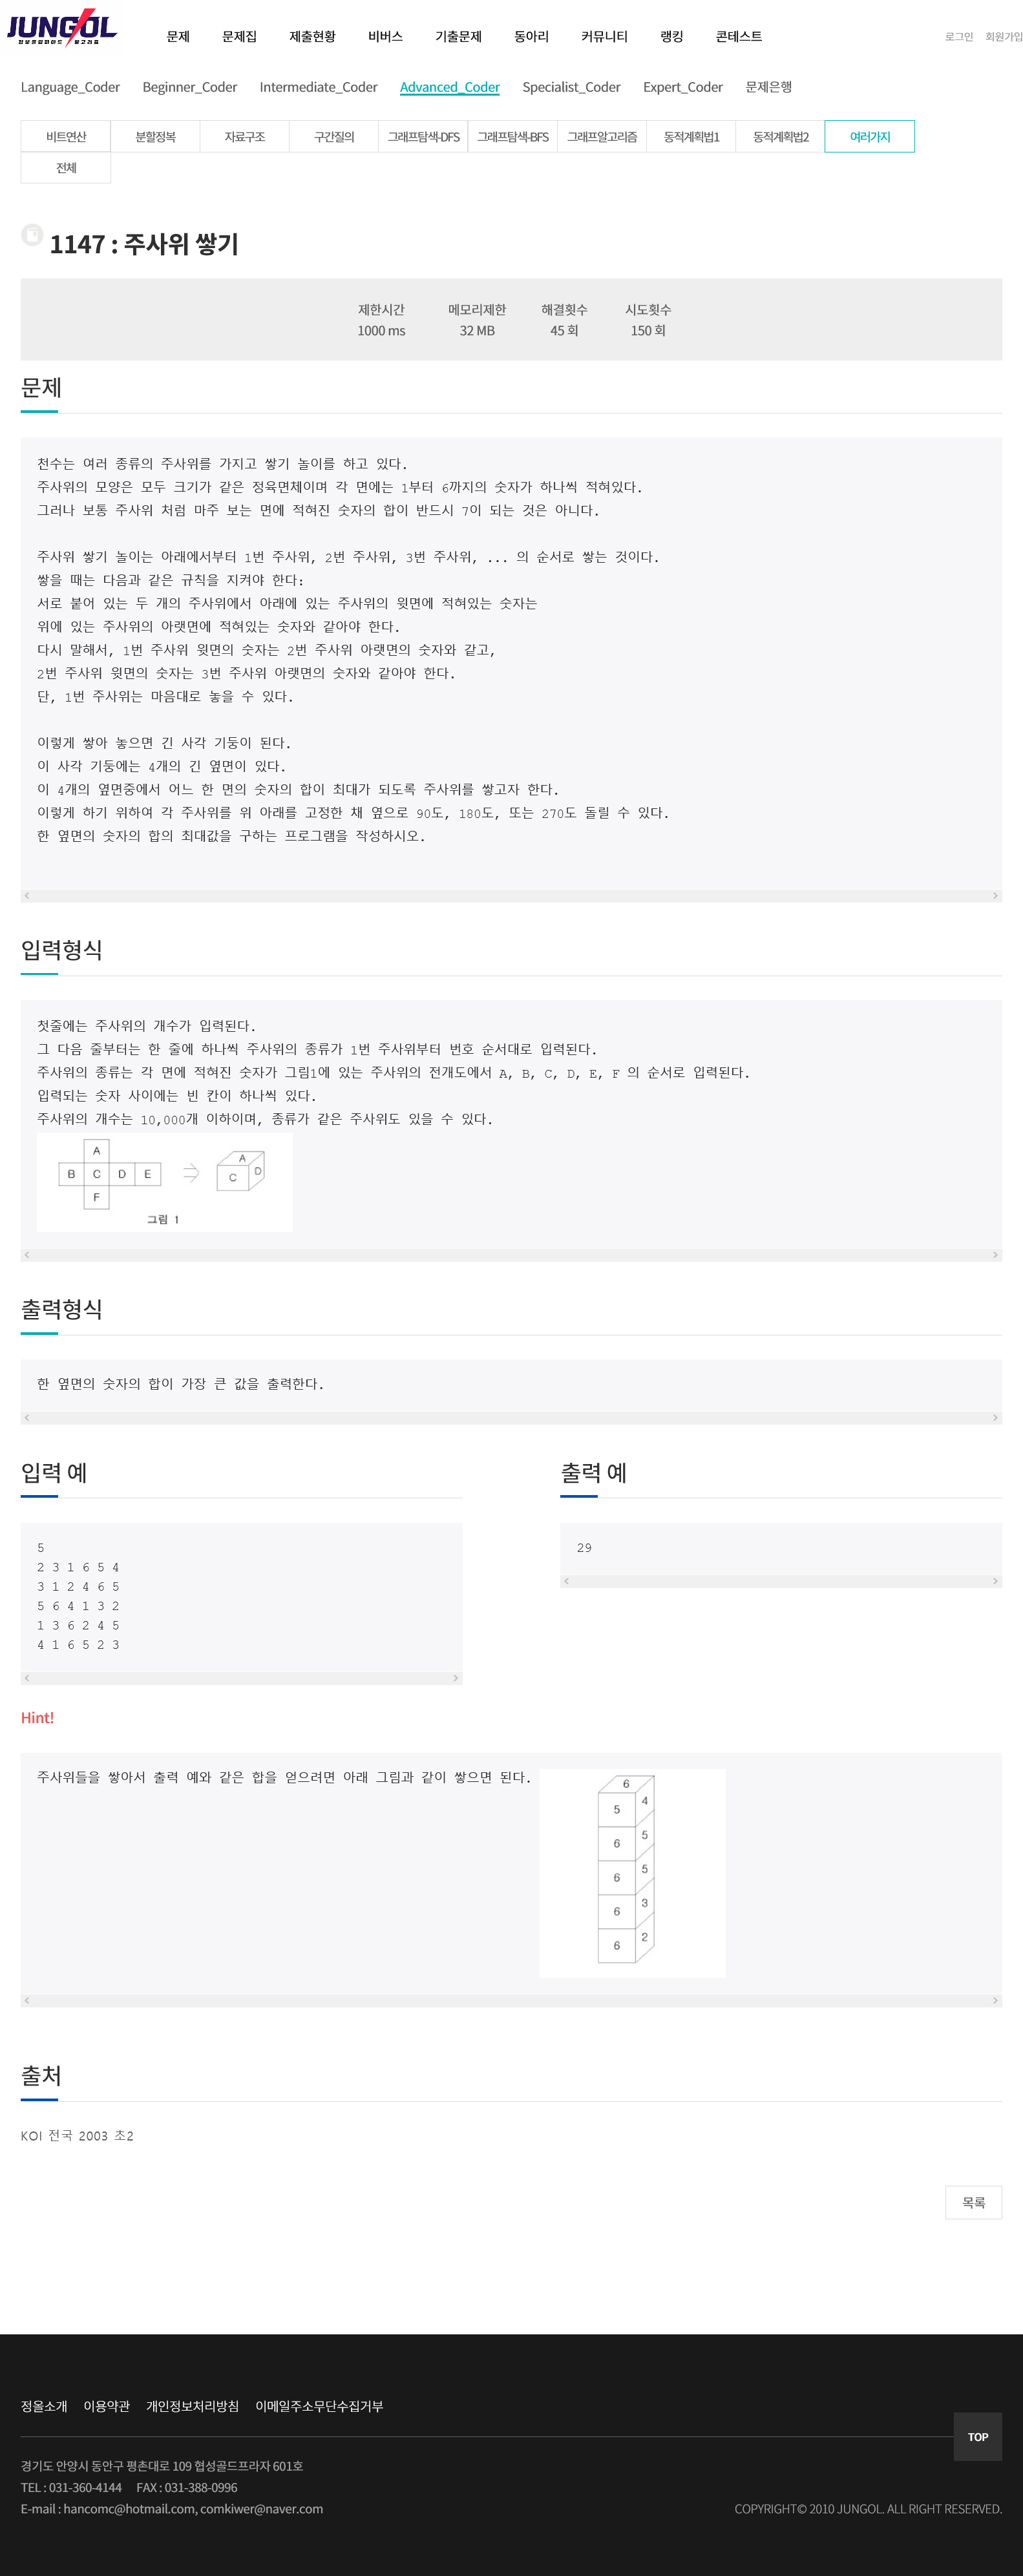 JUNGOL
정보올림피아드 알고리즘
문제 문제집 제출현황 비버스 기출문제 동아리 커뮤니티 랭킹 콘테스트 로그인 회원가입
Language_Coder Beginner_Coder Intermediate_Coder Advanced_Coder Specialist_Coder Expert_Coder 문제은행
비트연산 분할정복 자료구조 구간질의 그래프탐색-DFS 그래프탐색-BFS 그래프알고리즘 동적계획법1 동적계획법2 여러가지
전체
1147 : 주사위 쌓기
제한시간 메모리제한 해결횟수 시도횟수
1000 ms 32 MB 45 회 150 회
문제
천수는 여러 종류의 주사위를 가지고 쌓기 놀이를 하고 있다.
주사위의 모양은 모두 크기가 같은 정육면체이며 각 면에는 1부터 6까지의 숫자가 하나씩 적혀있다.
그러나 보통 주사위 처럼 마주 보는 면에 적혀진 숫자의 합이 반드시 7이 되는 것은 아니다.
주사위 쌓기 놀이는 아래에서부터 1번 주사위, 2번 주사위, 3번 주사위, ... 의 순서로 쌓는 것이다.
쌓을 때는 다음과 같은 규칙을 지켜야 한다:
서로 붙어 있는 두 개의 주사위에서 아래에 있는 주사위의 윗면에 적혀있는 숫자는
위에 있는 주사위의 아랫면에 적혀있는 숫자와 같아야 한다.
다시 말해서, 1번 주사위 윗면의 숫자는 2번 주사위 아랫면의 숫자와 같고,
2번 주사위 윗면의 숫자는 3번 주사위 아랫면의 숫자와 같아야 한다.
단, 1번 주사위는 마음대로 놓을 수 있다.
이렇게 쌓아 놓으면 긴 사각 기둥이 된다.
이 사각 기둥에는 4개의 긴 옆면이 있다.
이 4개의 옆면중에서 어느 한 면의 숫자의 합이 최대가 되도록 주사위를 쌓고자 한다.
이렇게 하기 위하여 각 주사위를 위 아래를 고정한 채 옆으로 90도, 180도, 또는 270도 돌릴 수 있다.
한 옆면의 숫자의 합의 최대값을 구하는 프로그램을 작성하시오.
입력형식
첫줄에는 주사위의 개수가 입력된다.
그 다음 줄부터는 한 줄에 하나씩 주사위의 종류가 1번 주사위부터 번호 순서대로 입력된다.
주사위의 종류는 각 면에 적혀진 숫자가 그림1에 있는 주사위의 전개도에서 A, B, C, D, E, F 의 순서로 입력된다.
입력되는 숫자 사이에는 빈 칸이 하나씩 있다.
주사위의 개수는 10,000개 이하이며, 종류가 같은 주사위도 있을 수 있다.
A
B C D E
F
A
C D
그림 1
출력형식
한 옆면의 숫자의 합이 가장 큰 값을 출력한다.
입력 예
5
2 3 1 6 5 4
3 1 2 4 6 5
5 6 4 1 3 2
1 3 6 2 4 5
4 1 6 5 2 3
출력 예
29
Hint!
주사위들을 쌓아서 출력 예와 같은 합을 얻으려면 아래 그림과 같이 쌓으면 된다.
6
5 4
6 5
6 5
6 3
6 2
출처
KOI 전국 2003 초2
목록
정올소개 이용약관 개인정보처리방침 이메일주소무단수집거부
TOP
경기도 안양시 동안구 평촌대로 109 협성골드프라자 601호
TEL : 031-360-4144 FAX : 031-388-0996
E-mail : hancomc@hotmail.com, comkiwer@naver.com
COPYRIGHT© 2010 JUNGOL. ALL RIGHT RESERVED.